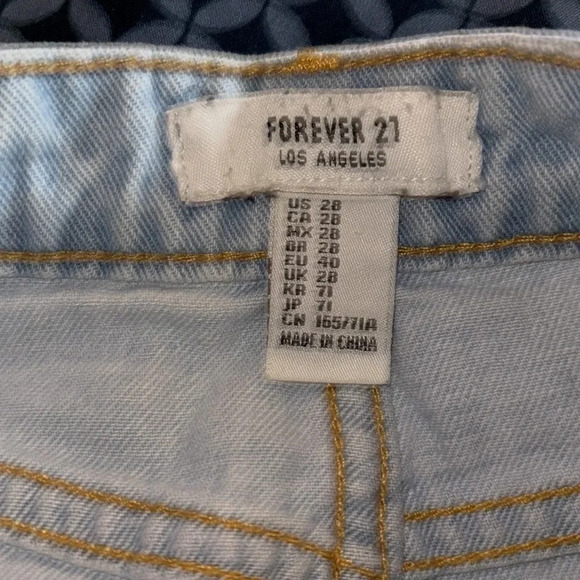 FOREVER 21
LOS ANGELES
US 28
CA 28
MX 28
BR 28
EU 40
UK 28
KR 71
JP 71
CN 165/71A
MADE IN CHINA